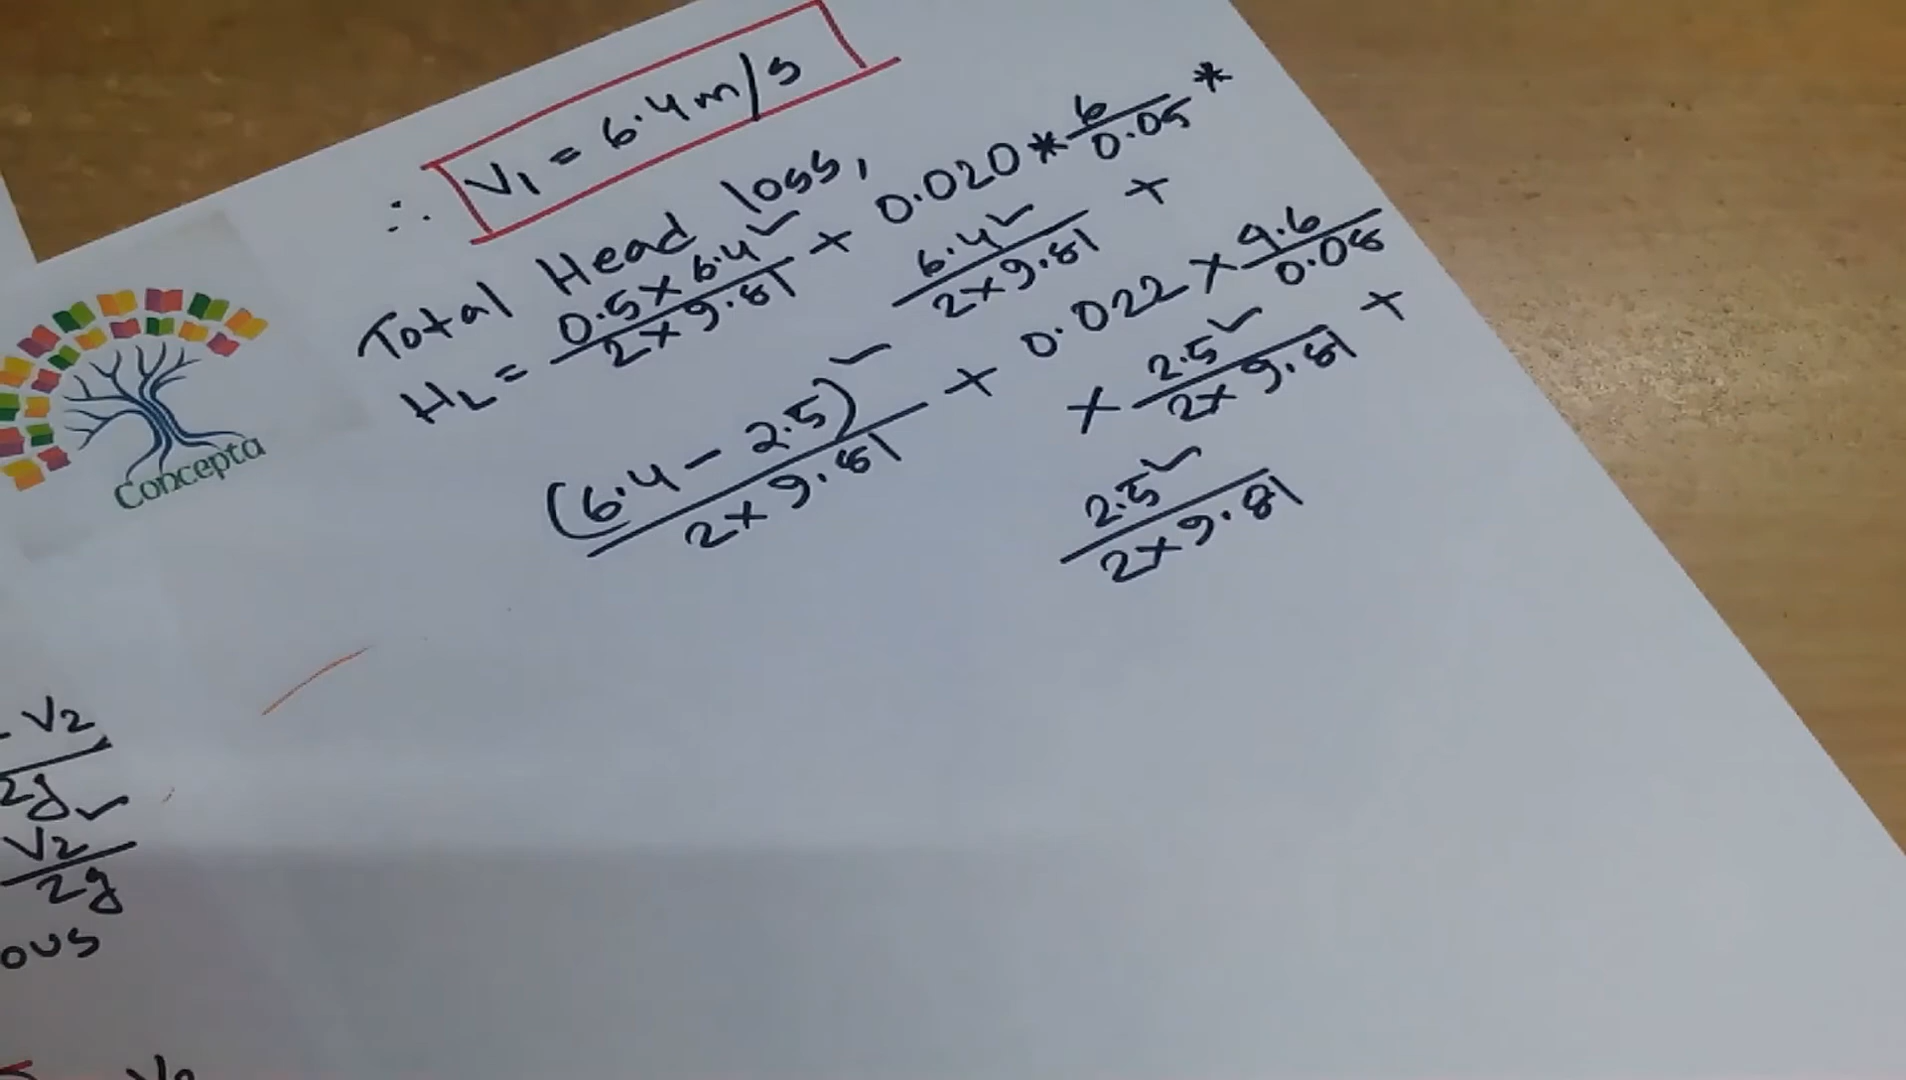 ∴ V₁ = 6.4 m/s
Total Head loss,
H_L = (0.5 × 6.4²)/(2×9.81) + 0.020 * 6/0.05 *
6.4²/(2×9.81) +
(6.4 - 2.5)²/(2×9.81) + 0.022 × 9.6/0.08
× 2.5²/(2×9.81) +
2.5²/(2×9.81)
Concepta
- V₂
2g
V₂²
2g
ous
V₂